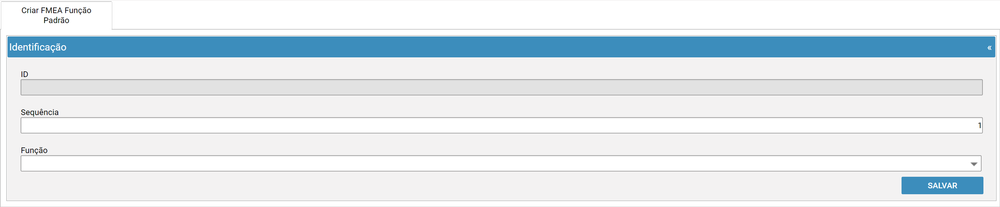 Criar FMEA Função
Padrão
Identificação
«
ID
Sequência
1
Função
SALVAR